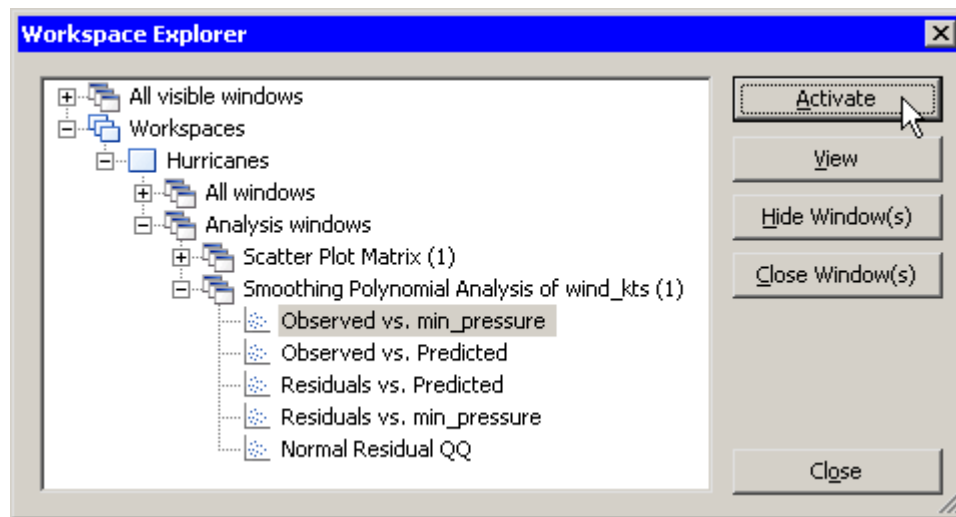 Workspace Explorer
All visible windows
Workspaces
Hurricanes
All windows
Analysis windows
Scatter Plot Matrix (1)
Smoothing Polynomial Analysis of wind_kts (1)
Observed vs. min_pressure
Observed vs. Predicted
Residuals vs. Predicted
Residuals vs. min_pressure
Normal Residual QQ
Activate
View
Hide Window(s)
Close Window(s)
Close